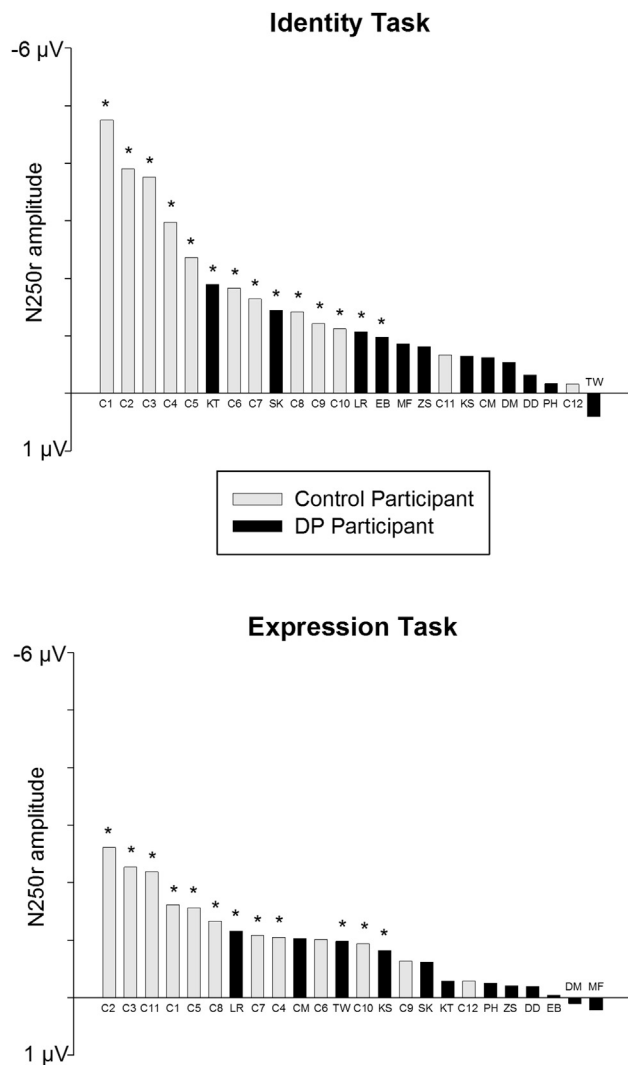 Identity Task
-6 µV
N250r amplitude
* * * * * * * * * * * * * *
TW
C1 C2 C3 C4 C5 KT C6 C7 SK C8 C9 C10 LR EB MF ZS C11 KS CM DM DD PH C12
1 µV
Control Participant
DP Participant
Expression Task
-6 µV
N250r amplitude
* * * * * * * * * * * *
DM MF
C2 C3 C11 C1 C5 C8 LR C7 C4 CM C6 TW C10 KS C9 SK KT C12 PH ZS DD EB
1 µV